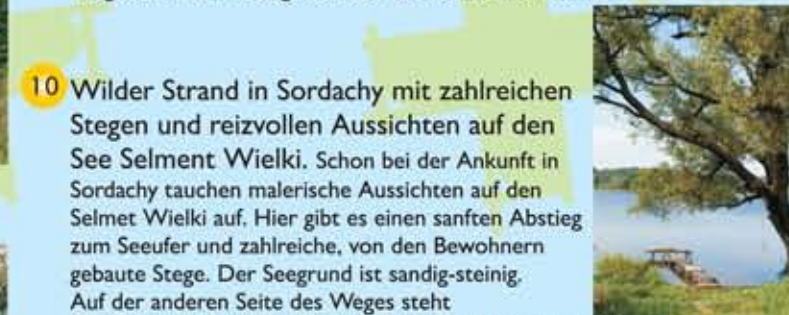 10 Wilder Strand in Sordachy mit zahlreichen
Stegen und reizvollen Aussichten auf den
See Selment Wielki. Schon bei der Ankunft in
Sordachy tauchen malerische Aussichten auf den
Selmet Wielki auf. Hier gibt es einen sanften Abstieg
zum Seeufer und zahlreiche, von den Bewohnern
gebaute Stege. Der Seegrund ist sandig-steinig.
Auf der anderen Seite des Weges steht